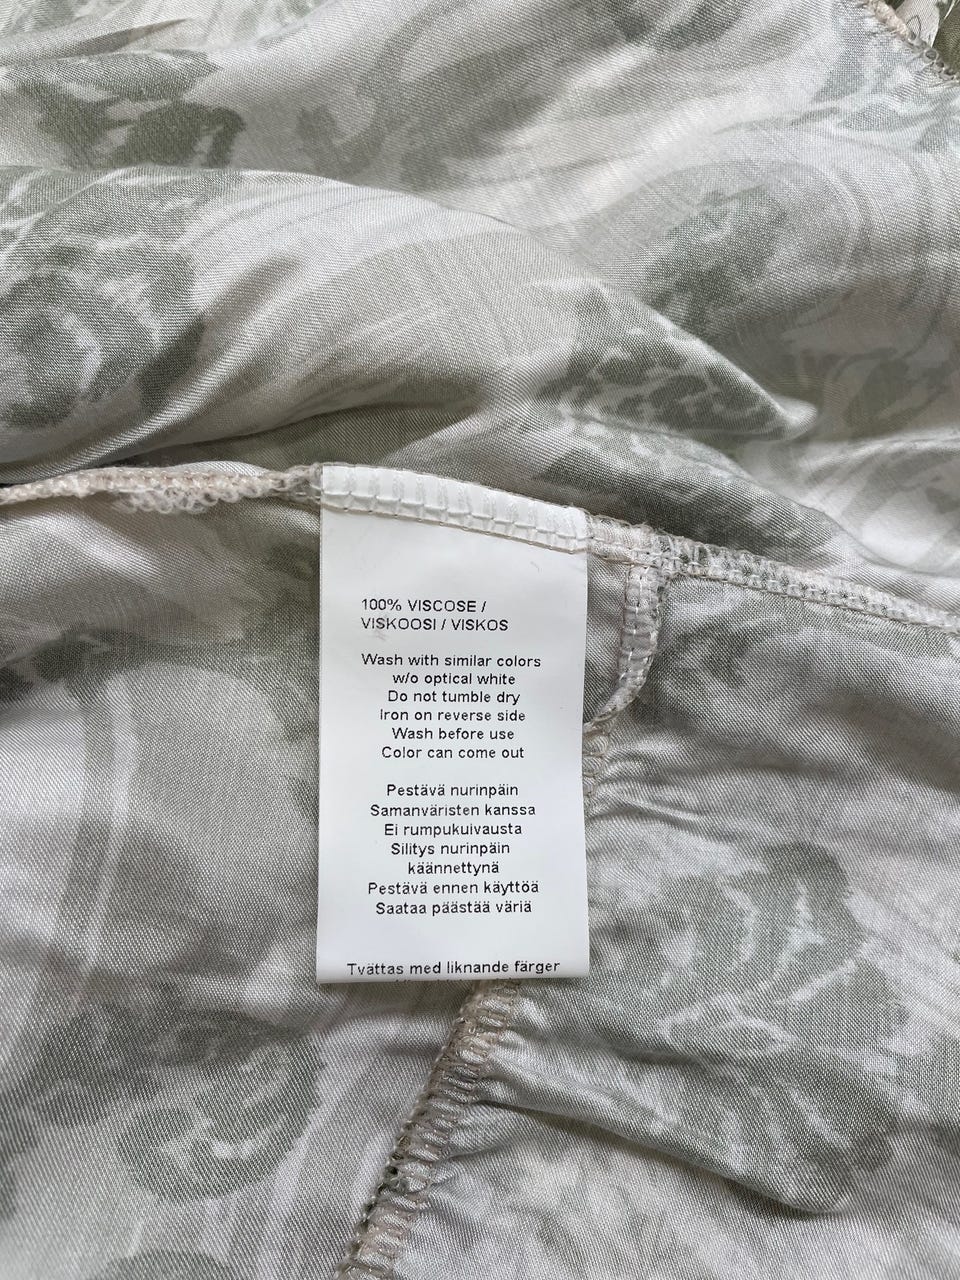 100% VISCOSE /
VISKOOSI / VISKOS
Wash with similar colors
w/o optical white
Do not tumble dry
Iron on reverse side
Wash before use
Color can come out
Pestävä nurinpäin
Samanväristen kanssa
Ei rumpukuivausta
Silitys nurinpäin
käännettynä
Pestävä ennen käyttöä
Saataa päästää väriä
Tvättas med liknande färger